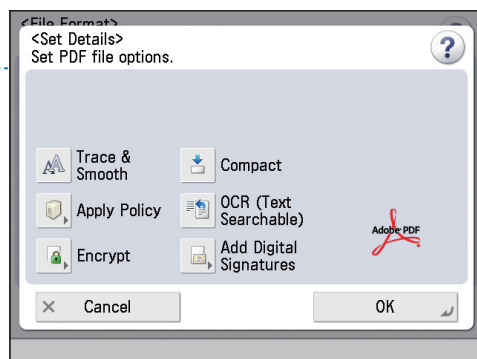 <File Format>
<Set Details>
Set PDF file options.
?
Trace &
Smooth
Compact
Apply Policy
OCR (Text
Searchable)
Adobe PDF
Encrypt
Add Digital
Signatures
Cancel
OK